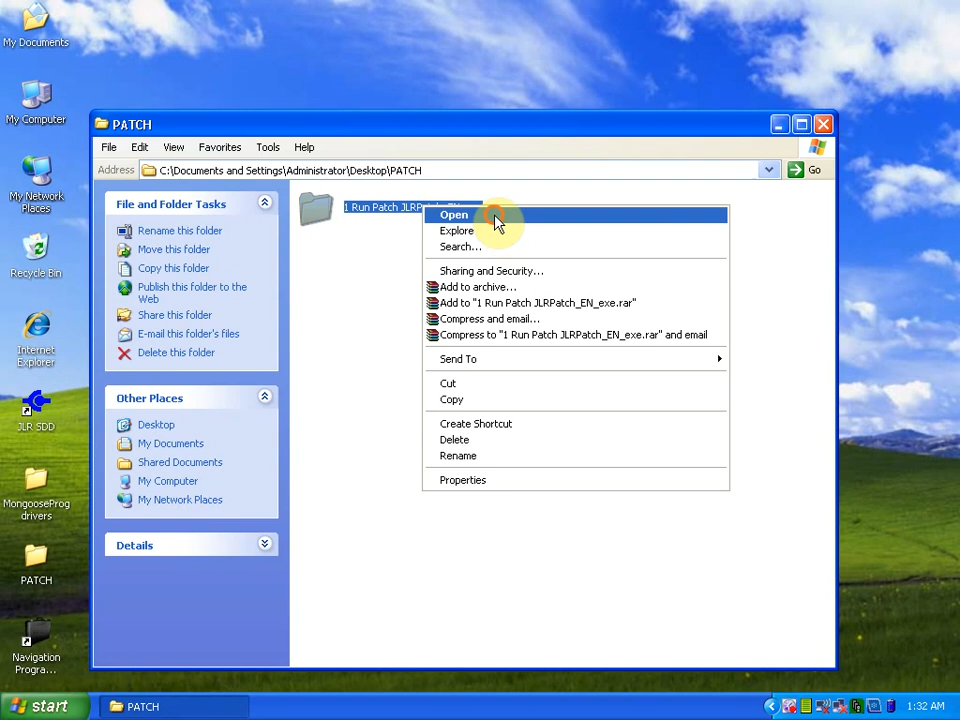 My Documents
My Computer
My Network
Places
Recycle Bin
Internet
Explorer
JLR SDD
MongooseProg
drivers
PATCH
Navigation
Progra...
PATCH
File Edit View Favorites Tools Help
Address C:\Documents and Settings\Administrator\Desktop\PATCH Go
File and Folder Tasks
Rename this folder
Move this folder
Copy this folder
Publish this folder to the
Web
Share this folder
E-mail this folder's files
Delete this folder
Other Places
Desktop
My Documents
Shared Documents
My Computer
My Network Places
Details
1 Run Patch
Open
Explore
Search...
Sharing and Security...
Add to archive...
Add to "1 Run Patch JLRPatch_EN_exe.rar"
Compress and email...
Compress to "1 Run Patch JLRPatch_EN_exe.rar" and email
Send To
Cut
Copy
Create Shortcut
Delete
Rename
Properties
start PATCH 1:32 AM